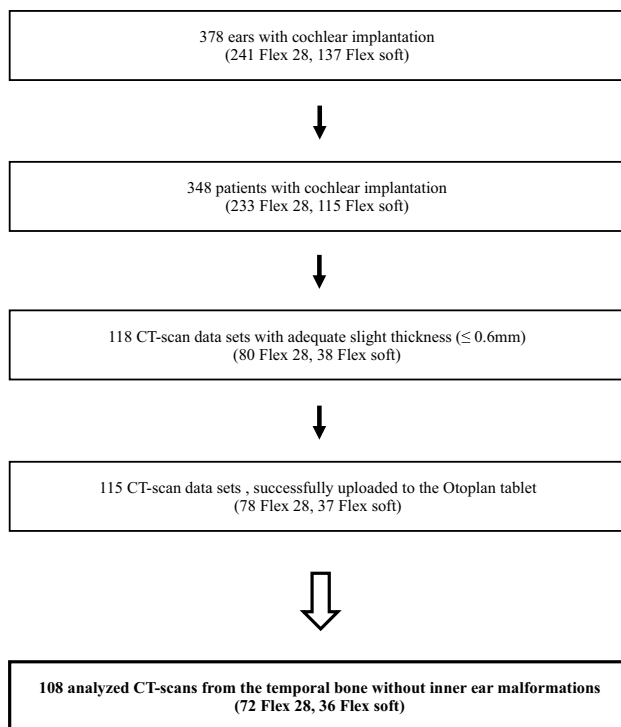 378 ears with cochlear implantation
(241 Flex 28, 137 Flex soft)
348 patients with cochlear implantation
(233 Flex 28, 115 Flex soft)
118 CT-scan data sets with adequate slight thickness (≤ 0.6mm)
(80 Flex 28, 38 Flex soft)
115 CT-scan data sets , successfully uploaded to the Otoplan tablet
(78 Flex 28, 37 Flex soft)
108 analyzed CT-scans from the temporal bone without inner ear malformations
(72 Flex 28, 36 Flex soft)